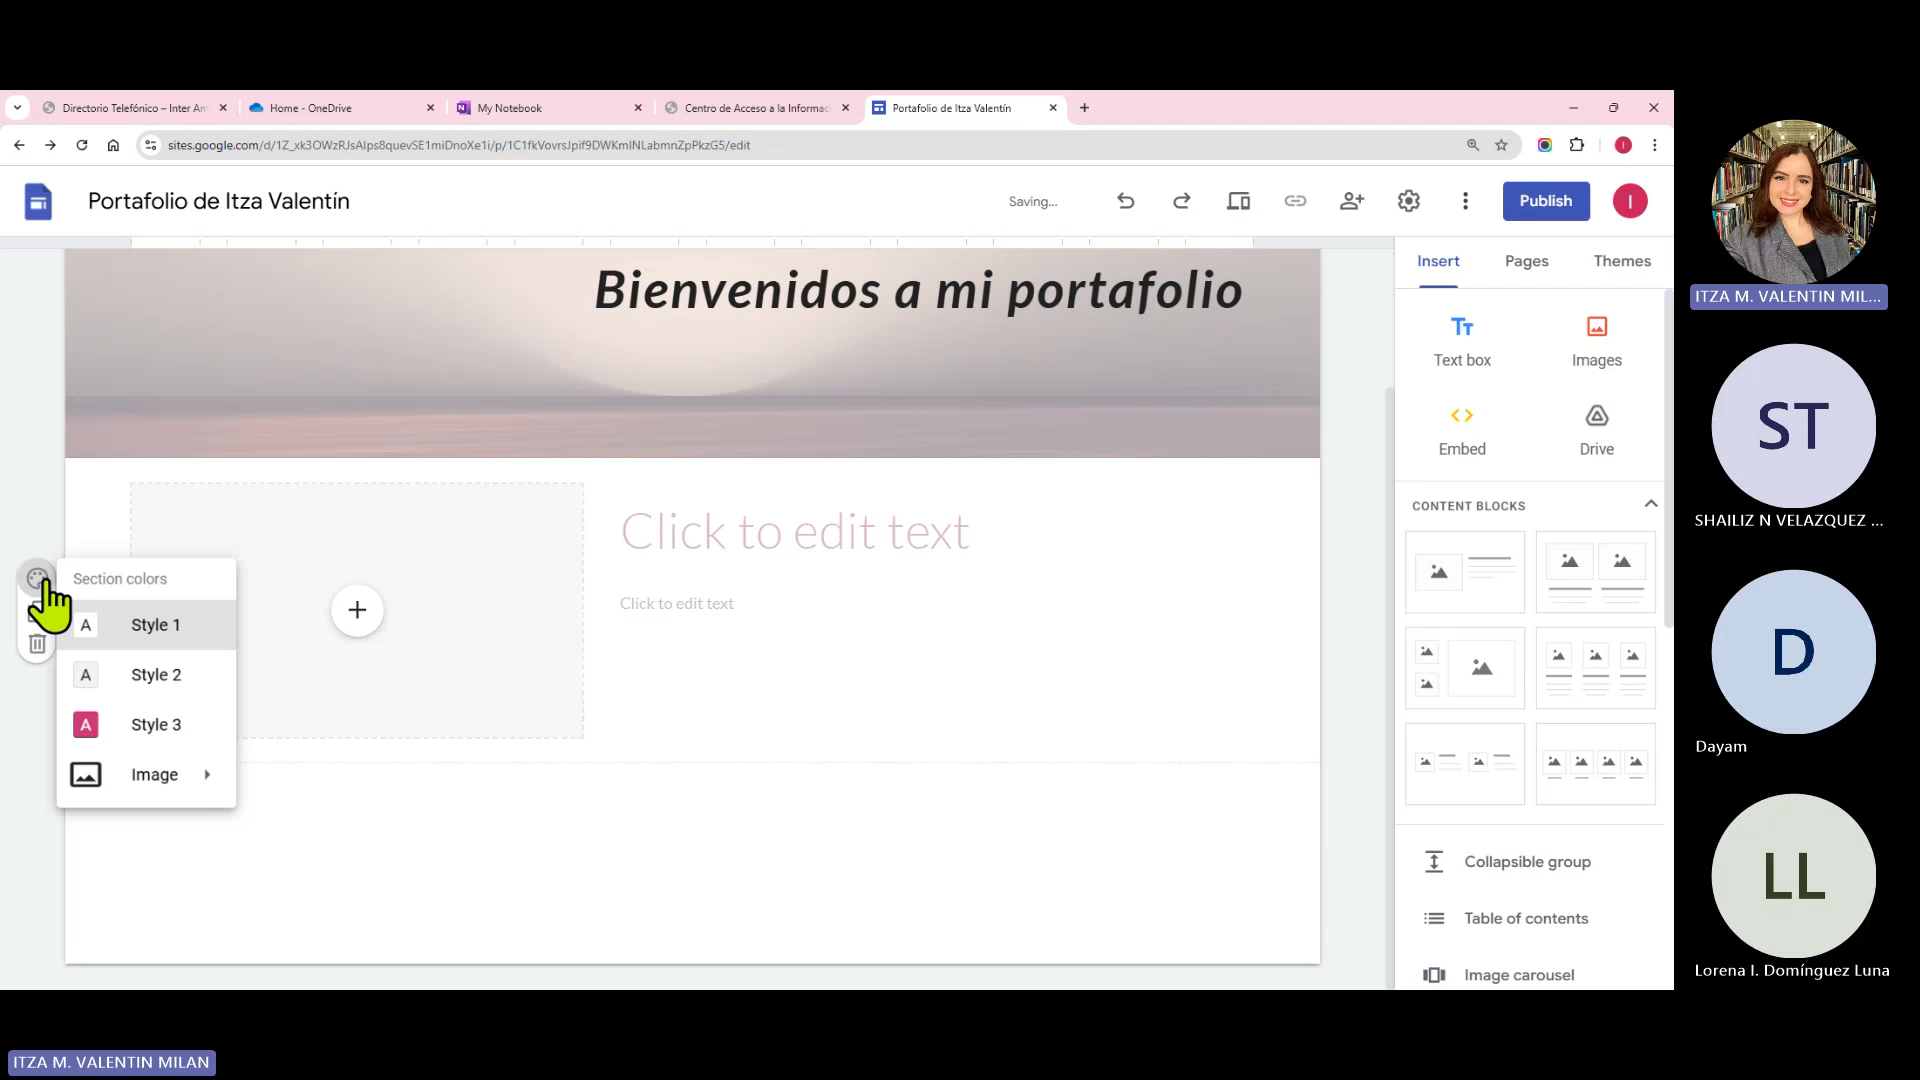 Directorio Telefónico – Inter Am
Home - OneDrive
My Notebook
Centro de Acceso a la Informac
Portafolio de Itza Valentín
sites.google.com/d/1Z_xk3OWzRJsAIps8quevSE1miDnoXe1i/p/1C1fkVovrsJpif9DWKmINLabmnZpPkzG5/edit
Portafolio de Itza Valentín
Saving...
Publish
I
Bienvenidos a mi portafolio
Insert
Pages
Themes
Text box
Images
Embed
Drive
CONTENT BLOCKS
Click to edit text
Click to edit text
Section colors
A Style 1
A Style 2
A Style 3
Image
Collapsible group
Table of contents
Image carousel
ITZA M. VALENTIN MIL...
ST
SHAILIZ N VELAZQUEZ ...
D
Dayam
LL
Lorena I. Domínguez Luna
ITZA M. VALENTIN MILAN